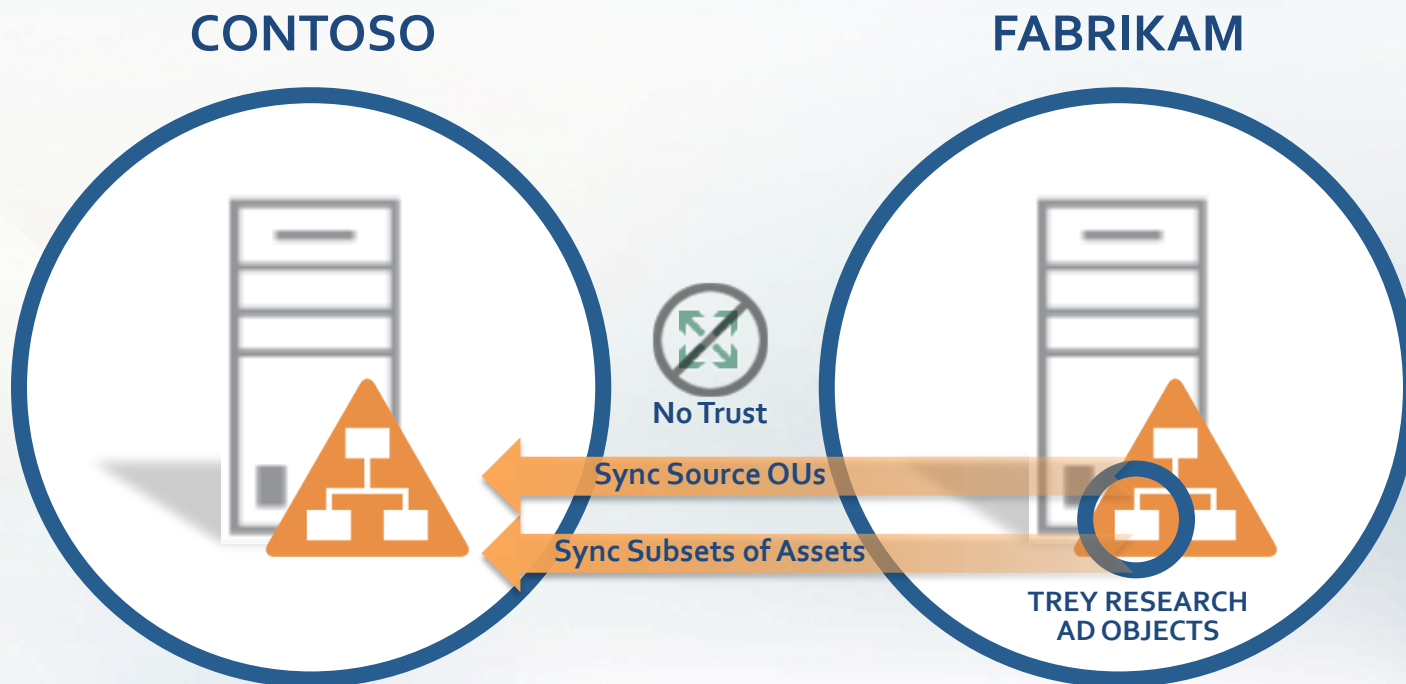 CONTOSO
FABRIKAM
No Trust
Sync Source OUs
Sync Subsets of Assets
TREY RESEARCH
AD OBJECTS